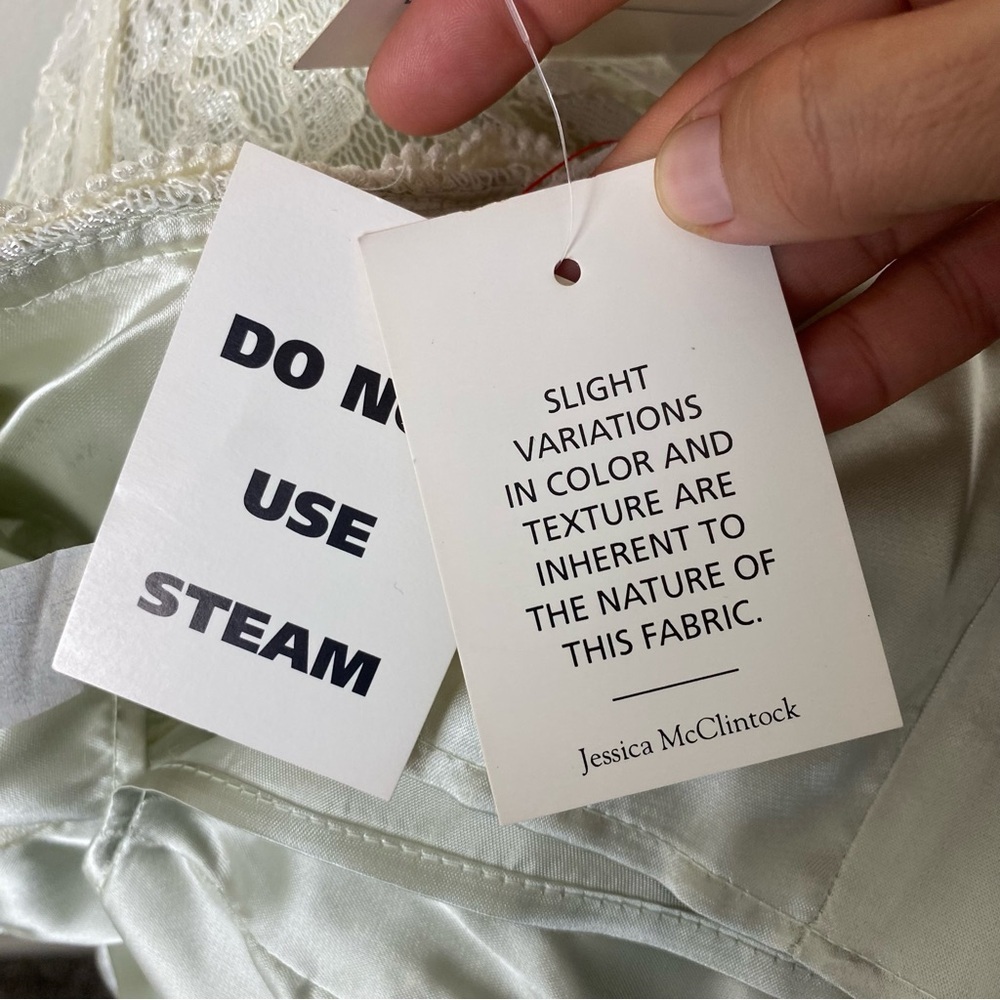 DO
USE
STEAM
SLIGHT
VARIATIONS
IN COLOR AND
TEXTURE ARE
INHERENT TO
THE NATURE OF
THIS FABRIC.
Jessica McClintock